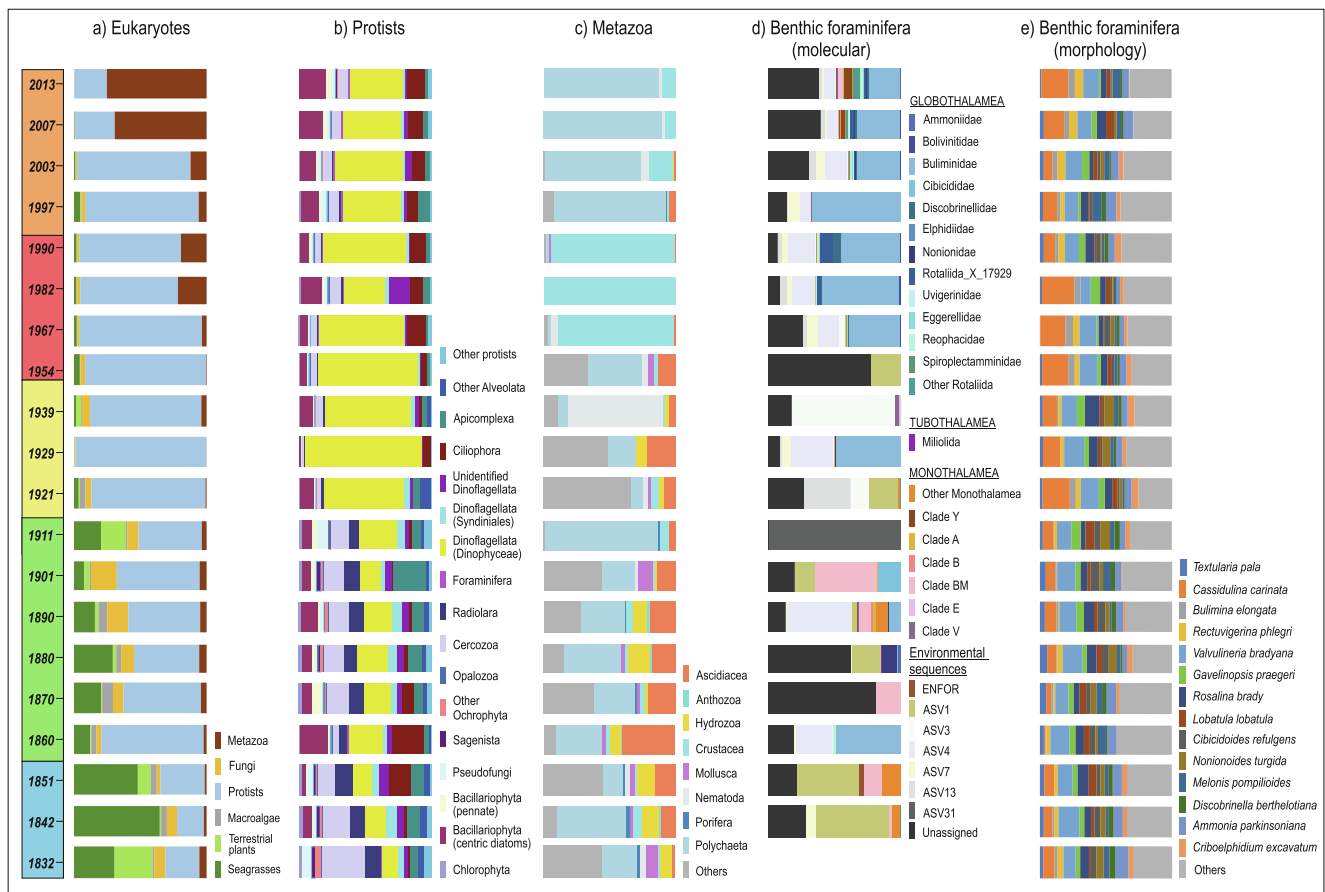 a) Eukaryotes
b) Protists
c) Metazoa
d) Benthic foraminifera
(molecular)
e) Benthic foraminifera
(morphology)
2013
2007
2003
1997
1990
1982
1967
1954
1939
1929
1921
1911
1901
1890
1880
1870
1860
1851
1842
1832
Metazoa
Fungi
Protists
Macroalgae
Terrestrial
plants
Seagrasses
Other protists
Other Alveolata
Apicomplexa
Ciliophora
Unidentified
Dinoflagellata
Dinoflagellata
(Syndiniales)
Dinoflagellata
(Dinophyceae)
Foraminifera
Radiolara
Cercozoa
Opalozoa
Other
Ochrophyta
Sagenista
Pseudofungi
Bacillariophyta
(pennate)
Bacillariophyta
(centric diatoms)
Chlorophyta
Ascidiacea
Anthozoa
Hydrozoa
Crustacea
Mollusca
Nematoda
Porifera
Polychaeta
Others
GLOBOTHALAMEA
Ammoniidae
Bolivinitidae
Buliminidae
Cibicididae
Discobrinellidae
Elphidiidae
Nonionidae
Rotaliida_X_17929
Uvigerinidae
Eggerellidae
Reophacidae
Spiroplectamminidae
Other Rotaliida
TUBOTHALAMEA
Miliolida
MONOTHALAMEA
Other Monothalamea
Clade Y
Clade A
Clade B
Clade BM
Clade E
Clade V
Environmental
sequences
ENFOR
ASV1
ASV3
ASV4
ASV7
ASV13
ASV31
Unassigned
Textularia pala
Cassidulina carinata
Bulimina elongata
Rectuvigerina phlegri
Valvulineria bradyana
Gavelinopsis praegeri
Rosalina brady
Lobatula lobatula
Cibicidoides refulgens
Nonionoides turgida
Melonis pompilioides
Discobrinella berthelotiana
Ammonia parkinsoniana
Criboelphidium excavatum
Others